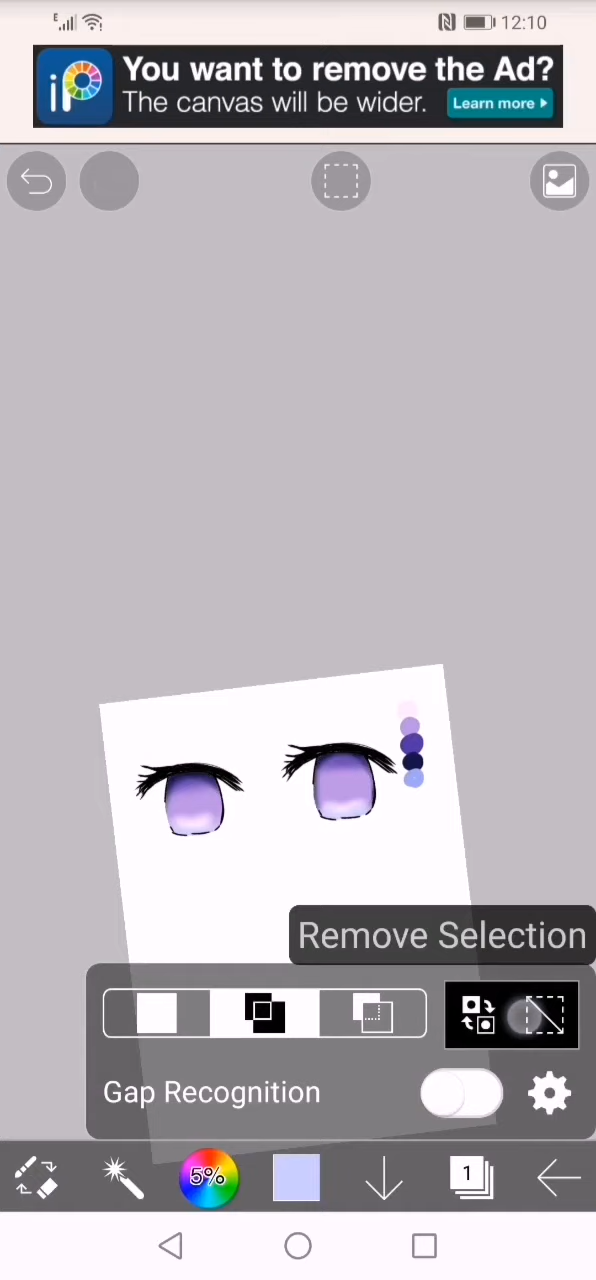 E
12:10
iP
You want to remove the Ad?
The canvas will be wider.
Learn more
Remove Selection
Gap Recognition
5%
1